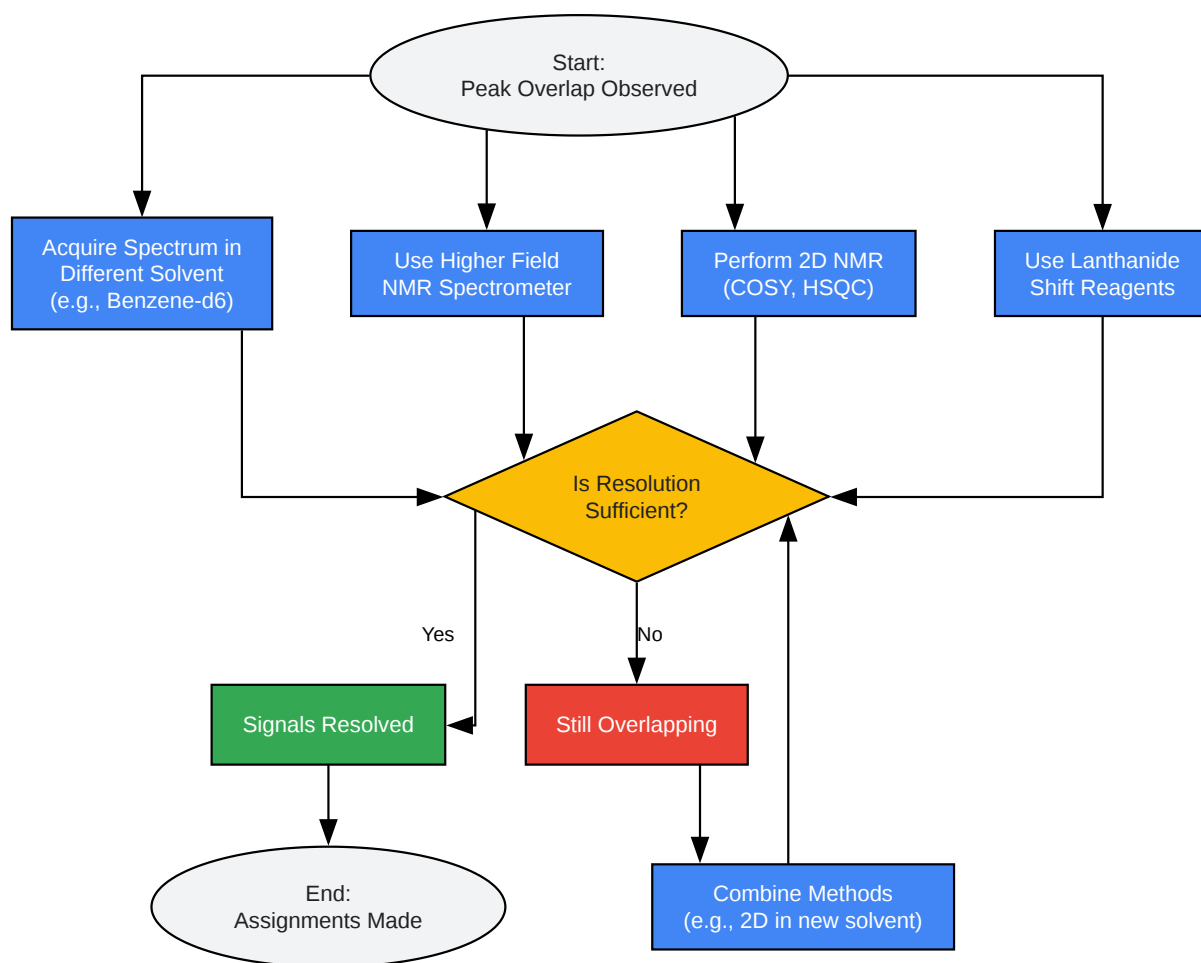 Start:
Peak Overlap Observed
Acquire Spectrum in
Different Solvent
(e.g., Benzene-d6)
Use Higher Field
NMR Spectrometer
Perform 2D NMR
(COSY, HSQC)
Use Lanthanide
Shift Reagents
Is Resolution
Sufficient?
Yes
No
Signals Resolved
Still Overlapping
End:
Assignments Made
Combine Methods
(e.g., 2D in new solvent)